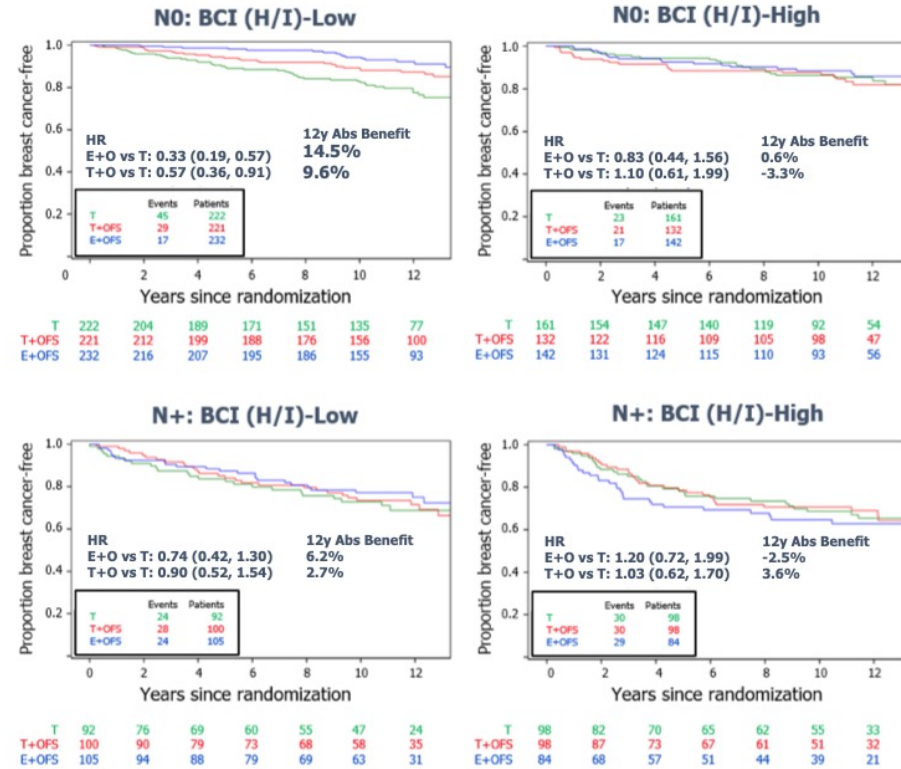 N0: BCI (H/I)-Low
Proportion breast cancer-free
1.0
0.8
0.6
0.4
0.2
HR
E+O vs T: 0.33 (0.19, 0.57)
T+O vs T: 0.57 (0.36, 0.91)
12y Abs Benefit
14.5%
9.6%
Events Patients
T 45 222
T+OFS 29 221
E+OFS 17 232
0 0 2 4 6 8 10 12
Years since randomization
T 222 204 189 171 151 135 77
T+OFS 221 212 199 188 176 156 100
E+OFS 232 216 207 195 186 155 93
N0: BCI (H/I)-High
Proportion breast cancer-free
1.0
0.8
0.6
0.4
0.2
HR
E+O vs T: 0.83 (0.44, 1.56)
T+O vs T: 1.10 (0.61, 1.99)
12y Abs Benefit
0.6%
-3.3%
Events Patients
T 23 161
T+OFS 21 132
E+OFS 17 142
0 2 4 6 8 10 12
Years since randomization
T 161 154 147 140 119 92 54
T+OFS 132 122 116 109 105 98 47
E+OFS 142 131 124 115 110 93 56
N+: BCI (H/I)-Low
Proportion breast cancer-free
1.0
0.8
0.6
0.4
0.2
HR
E+O vs T: 0.74 (0.42, 1.30)
T+O vs T: 0.90 (0.52, 1.54)
12y Abs Benefit
6.2%
2.7%
Events Patients
T 24 92
T+OFS 28 100
E+OFS 24 105
0 2 4 6 8 10 12
Years since randomization
T 92 76 69 60 55 47 24
T+OFS 100 90 79 73 68 58 35
E+OFS 105 94 88 79 69 63 31
N+: BCI (H/I)-High
Proportion breast cancer-free
1.0
0.8
0.6
0.4
0.2
HR
E+O vs T: 1.20 (0.72, 1.99)
T+O vs T: 1.03 (0.62, 1.70)
12y Abs Benefit
-2.5%
3.6%
Events Patients
T 30 98
T+OFS 30 98
E+OFS 29 84
0 2 4 6 8 10 12
Years since randomization
T 98 82 70 65 62 55 33
T+OFS 98 87 73 67 61 51 32
E+OFS 84 68 57 51 44 39 21